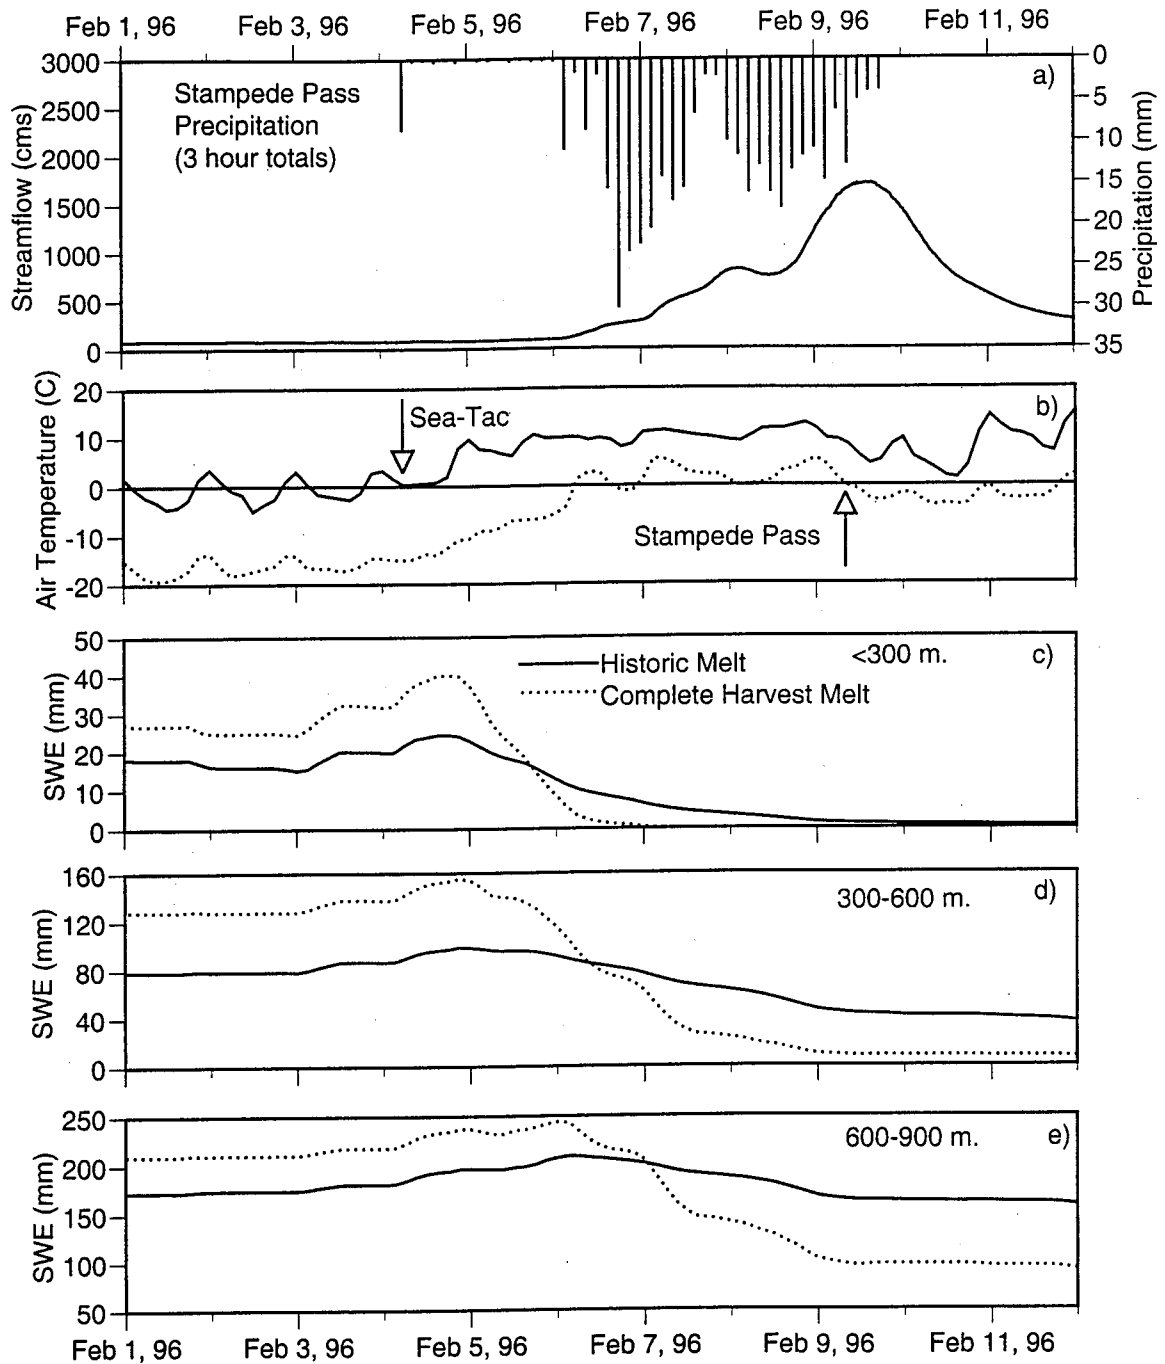 Feb 1, 96 Feb 3, 96 Feb 5, 96 Feb 7, 96 Feb 9, 96 Feb 11, 96
Streamflow (cms)
3000
2500
2000
1500
1000
500
0
Stampede Pass
Precipitation
(3 hour totals)
a)
0
5
10
15
20
25
30
35
Precipitation (mm)
Air Temperature (C)
20
10
0
-10
-20
Sea-Tac
Stampede Pass
b)
SWE (mm)
50
40
30
20
10
0
Historic Melt
Complete Harvest Melt
<300 m.
c)
SWE (mm)
160
120
80
40
0
300-600 m.
d)
SWE (mm)
250
200
150
100
50
600-900 m.
e)
Feb 1, 96 Feb 3, 96 Feb 5, 96 Feb 7, 96 Feb 9, 96 Feb 11, 96